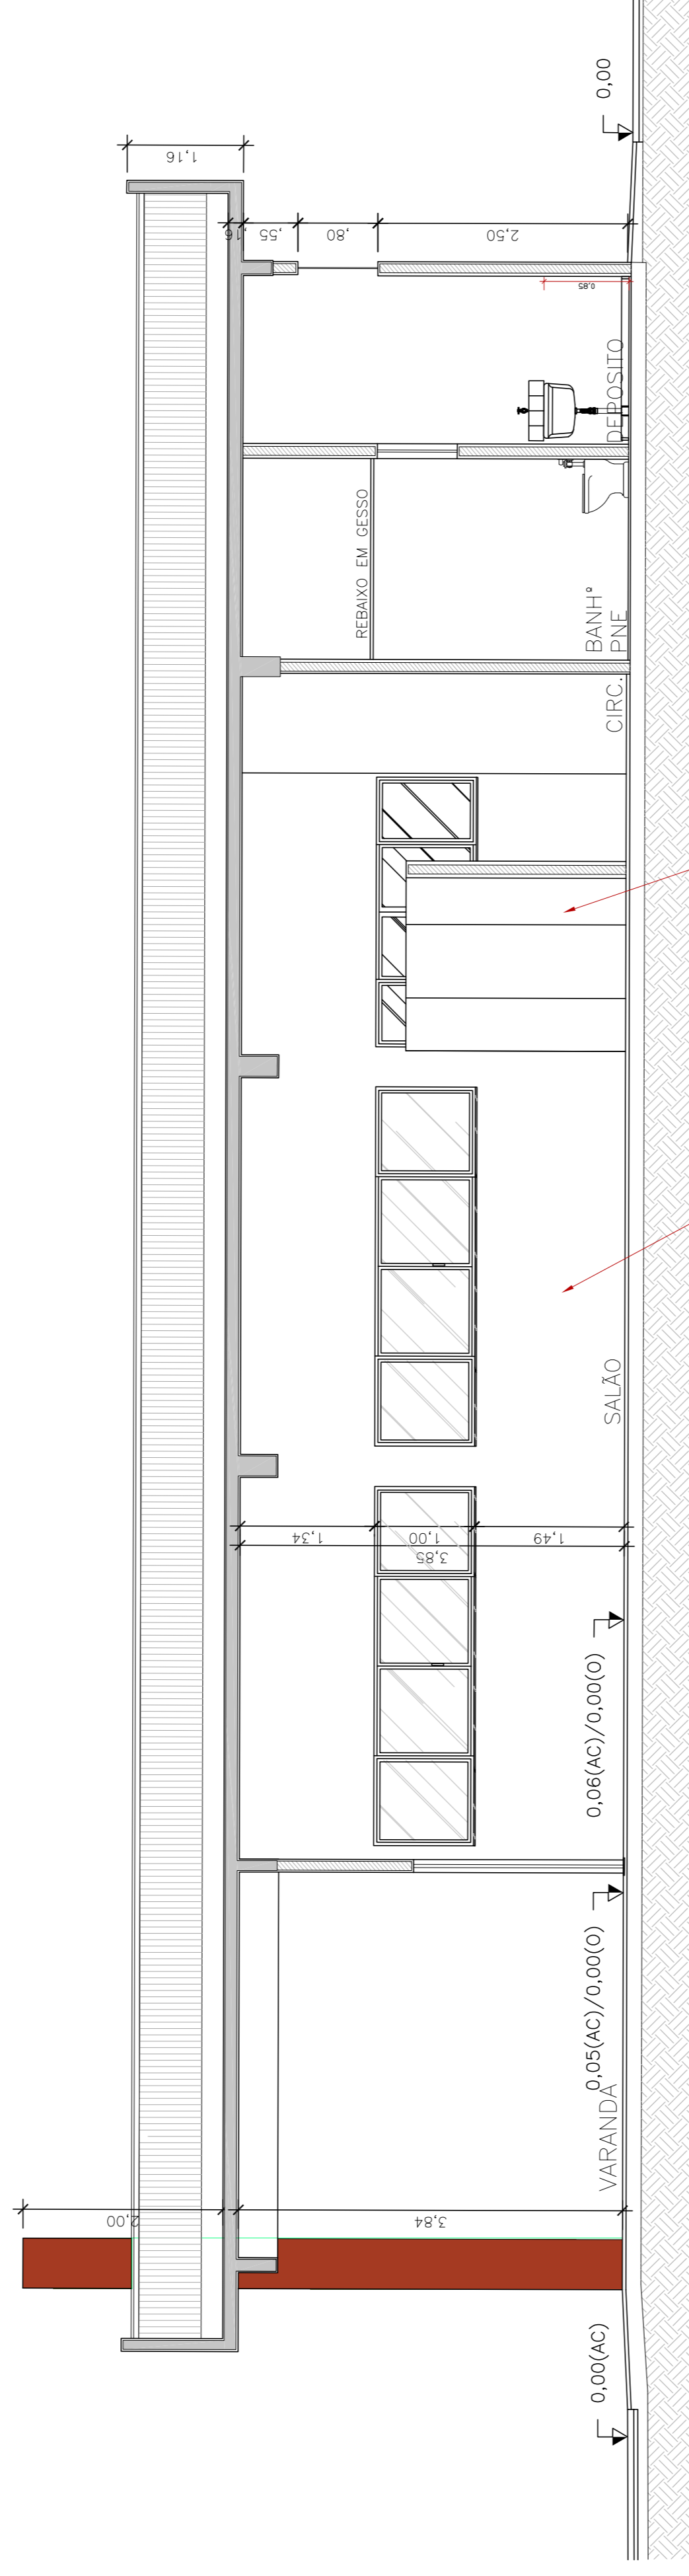 0,00
1,16
,16
,55
,80
2,50
0,85
DEPOSITO
REBAIXO EM GESSO
BANHº
PNE
CIRC.
SALÃO
1,34
1,00
1,49
3,85
0,06(AC)/0,00(O)
0,05(AC)/0,00(O)
VARANDA
2,00
3,84
0,00(AC)